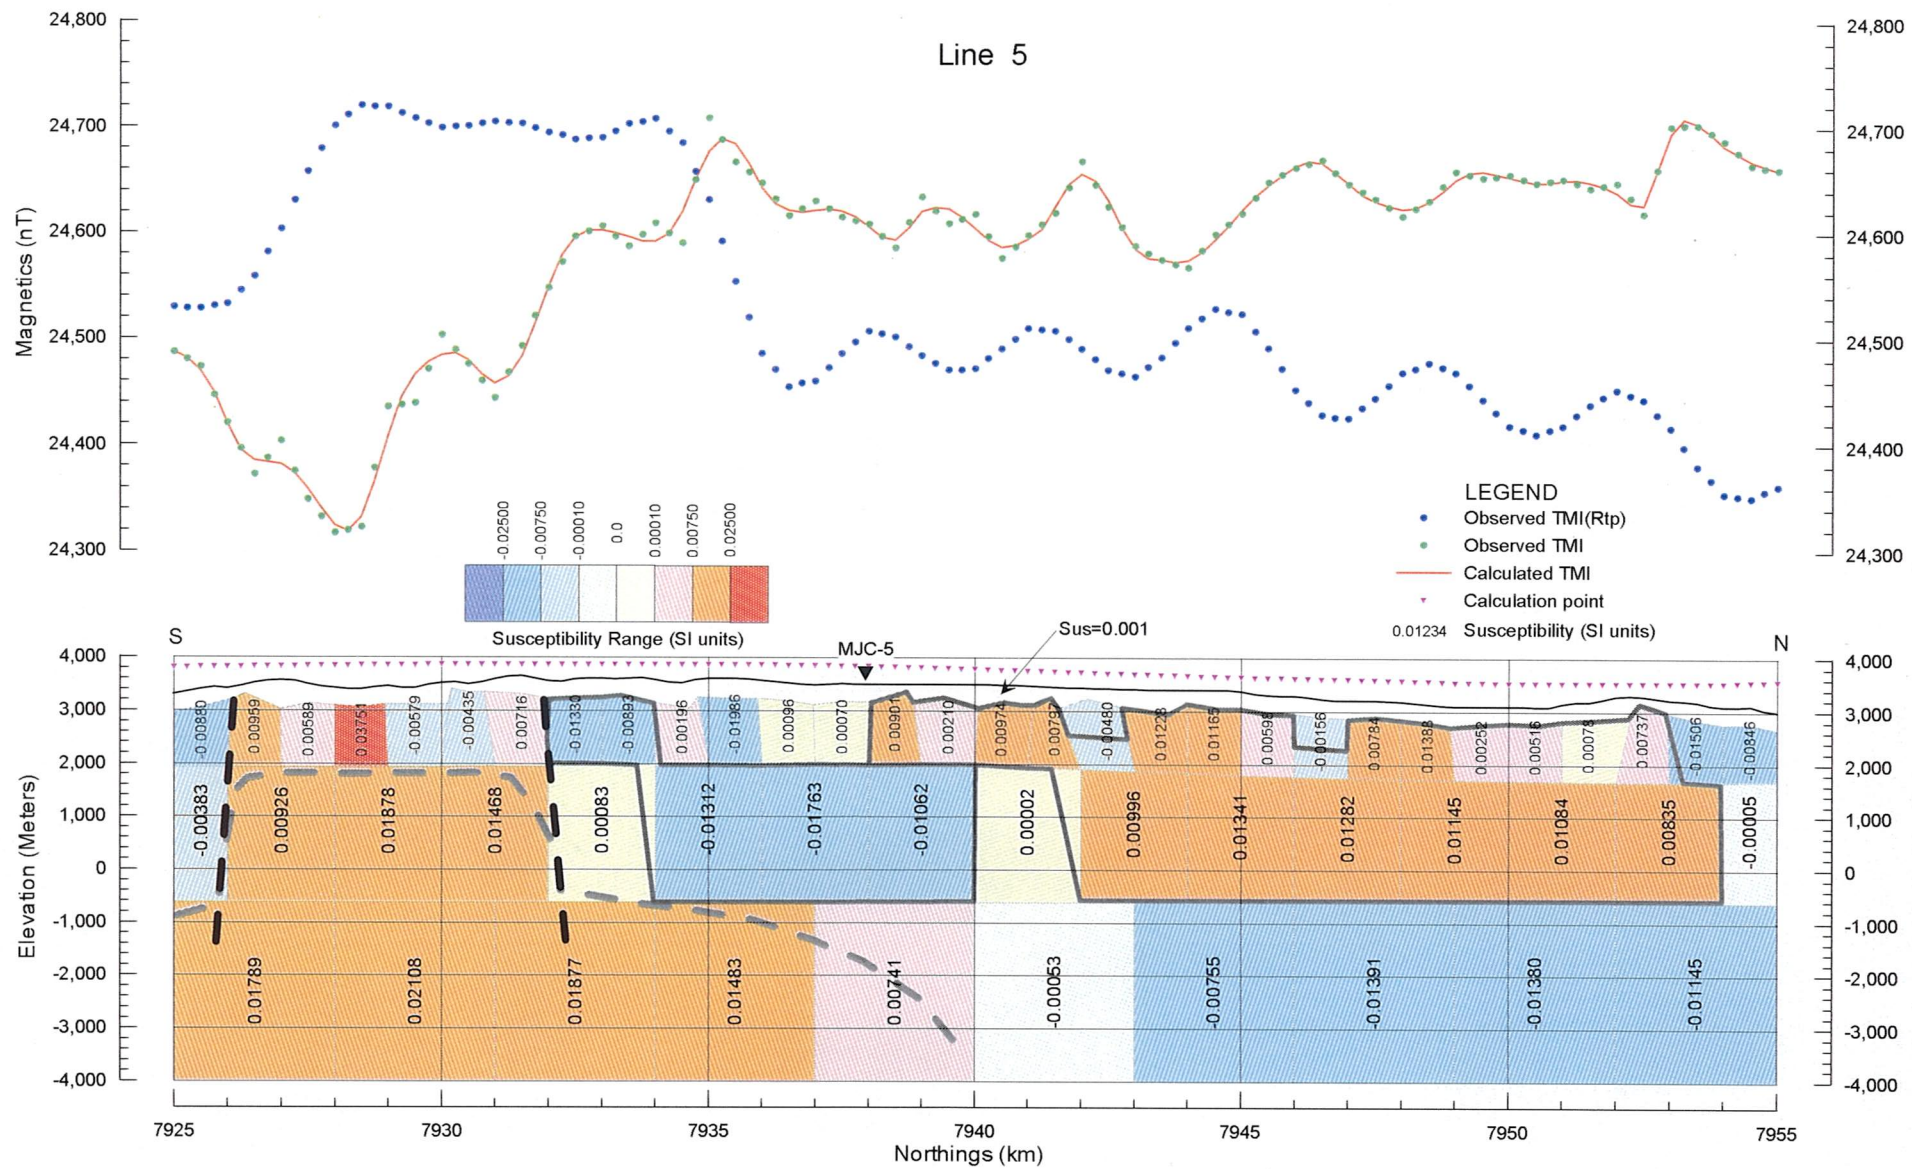 Line 5
24,800
24,700
24,600
24,500
24,400
24,300
Magnetics (nT)
24,800
24,700
24,600
24,500
24,400
24,300
LEGEND
Observed TMI(Rtp)
Observed TMI
Calculated TMI
Calculation point
0.01234 Susceptibility (SI units)
-0.02500 -0.00750 -0.00010 0.0 0.00010 0.00750 0.02500
Susceptibility Range (SI units)
Sus=0.001
MJC-5
S
N
4,000
3,000
2,000
1,000
0
-1,000
-2,000
-3,000
-4,000
Elevation (Meters)
4,000
3,000
2,000
1,000
0
-1,000
-2,000
-3,000
-4,000
-0.00880 0.00959 0.00589 0.03751 -0.00579 -0.00435 0.00716 -0.01330 -0.00893 0.00196 -0.01986 0.00096 0.00070 0.00901 0.00210 0.00974 0.00797 -0.00480 0.01228 0.01165 0.00598 -0.00156 0.00784 0.01388 0.00252 0.00516 0.00078 0.00737 -0.01506 -0.00846
-0.00383 0.00926 0.01878 0.01468 0.00083 -0.01312 -0.01763 -0.01062 0.00002 0.00996 0.01341 0.01282 0.01145 0.01084 0.00835 -0.00005
0.01789 0.02108 0.01877 0.01483 0.00741 -0.00053 -0.00755 -0.01391 -0.01380 -0.01145
7925 7930 7935 7940 7945 7950 7955
Northings (km)